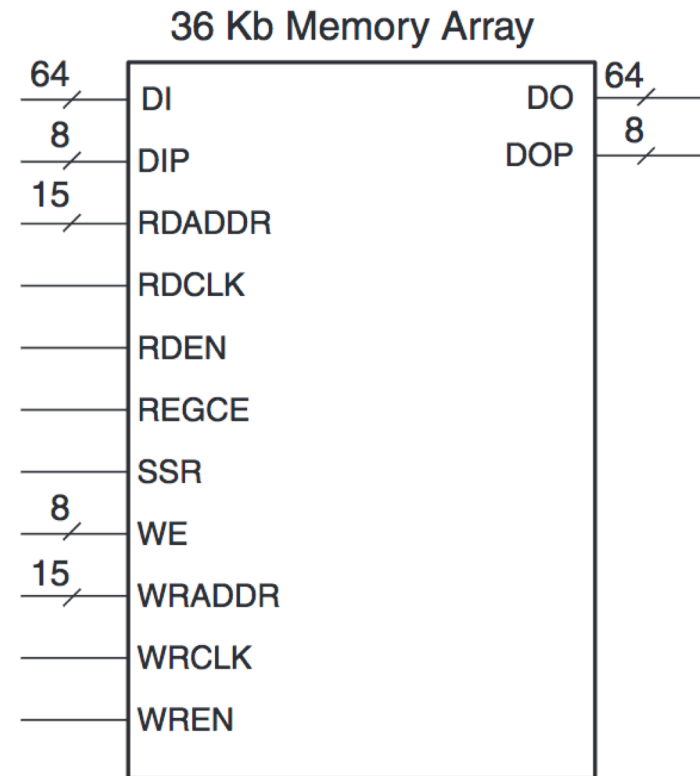 36 Kb Memory Array
64
DI
DO
64
8
DIP
DOP
8
15
RDADDR
RDCLK
RDEN
REGCE
SSR
8
WE
15
WRADDR
WRCLK
WREN